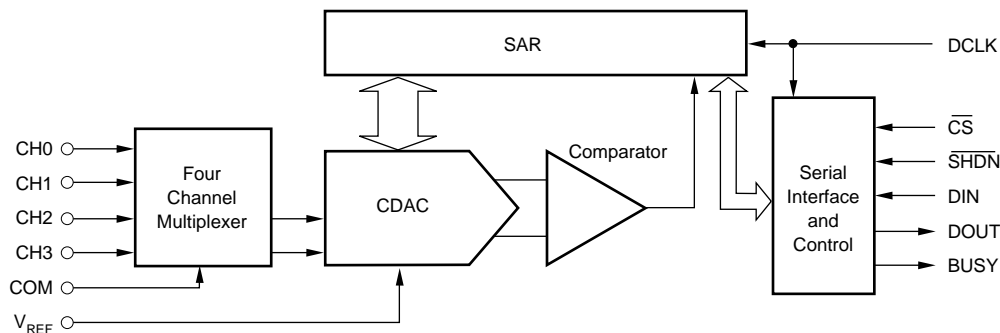 SAR
DCLK
CH0
CH1
CH2
CH3
COM
VREF
Four
Channel
Multiplexer
CDAC
Comparator
Serial
Interface
and
Control
CS
SHDN
DIN
DOUT
BUSY